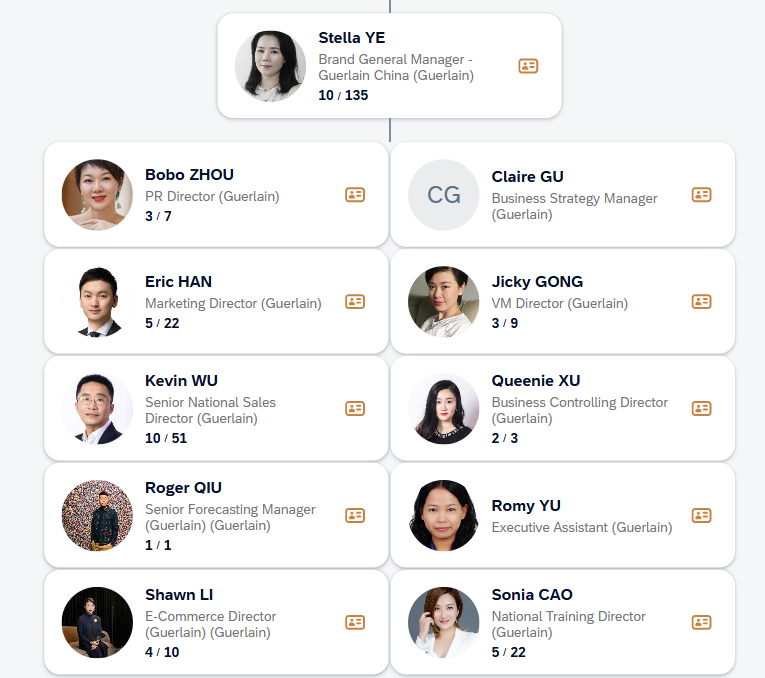 Stella YE
Brand General Manager -
Guerlain China (Guerlain)
10 / 135
Bobo ZHOU
PR Director (Guerlain)
3 / 7
CG
Claire GU
Business Strategy Manager
(Guerlain)
Eric HAN
Marketing Director (Guerlain)
5 / 22
Jicky GONG
VM Director (Guerlain)
3 / 9
Kevin WU
Senior National Sales
Director (Guerlain)
10 / 51
Queenie XU
Business Controlling Director
(Guerlain)
2 / 3
Roger QIU
Senior Forecasting Manager
(Guerlain) (Guerlain)
1 / 1
Romy YU
Executive Assistant (Guerlain)
Shawn LI
E-Commerce Director
(Guerlain) (Guerlain)
4 / 10
Sonia CAO
National Training Director
(Guerlain)
5 / 22